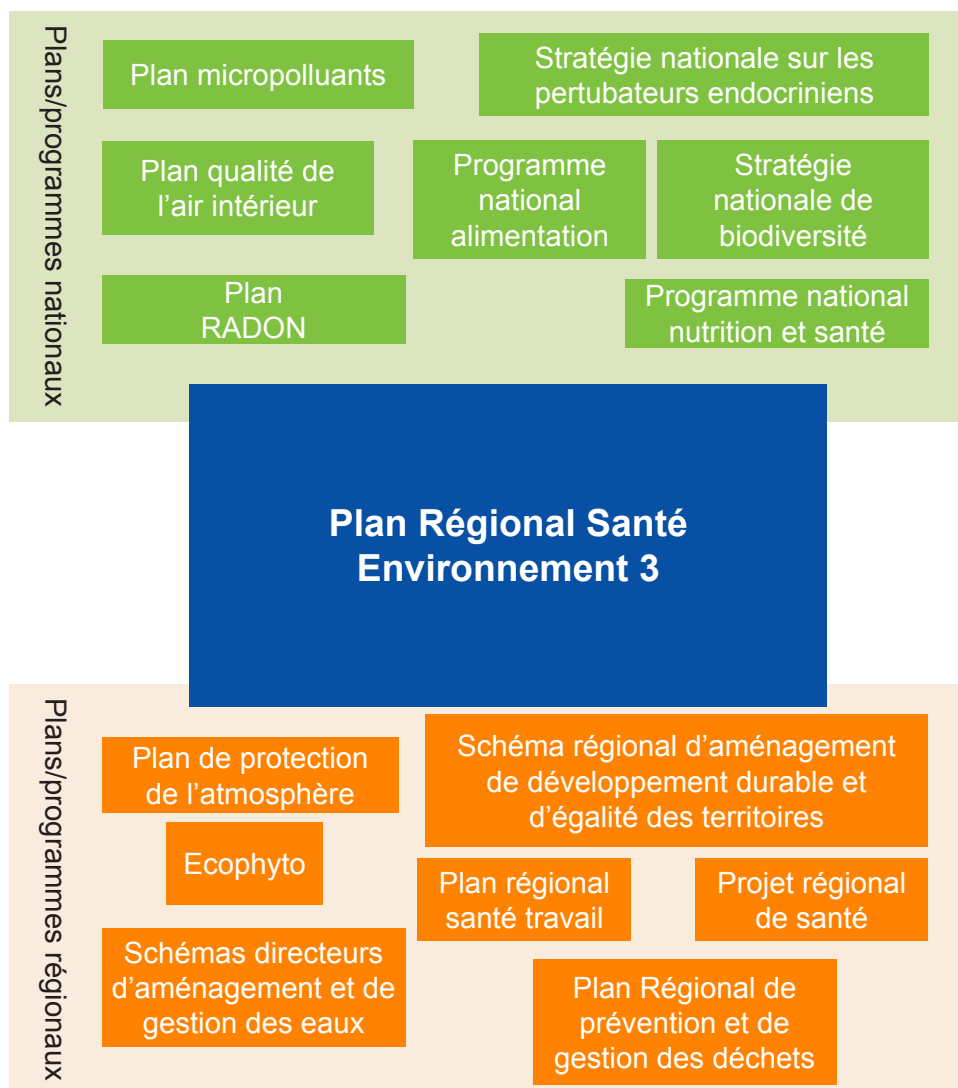 Plans/programmes nationaux
Plan micropolluants
Stratégie nationale sur les
pertubateurs endocriniens
Plan qualité de
l’air intérieur
Programme
national
alimentation
Stratégie
nationale de
biodiversité
Plan
RADON
Programme national
nutrition et santé
Plan Régional Santé
Environnement 3
Plans/programmes régionaux
Plan de protection
de l’atmosphère
Schéma régional d’aménagement
de développement durable et
d’égalité des territoires
Ecophyto
Plan régional
santé travail
Projet régional
de santé
Schémas directeurs
d’aménagement et de
gestion des eaux
Plan Régional de
prévention et de
gestion des déchets